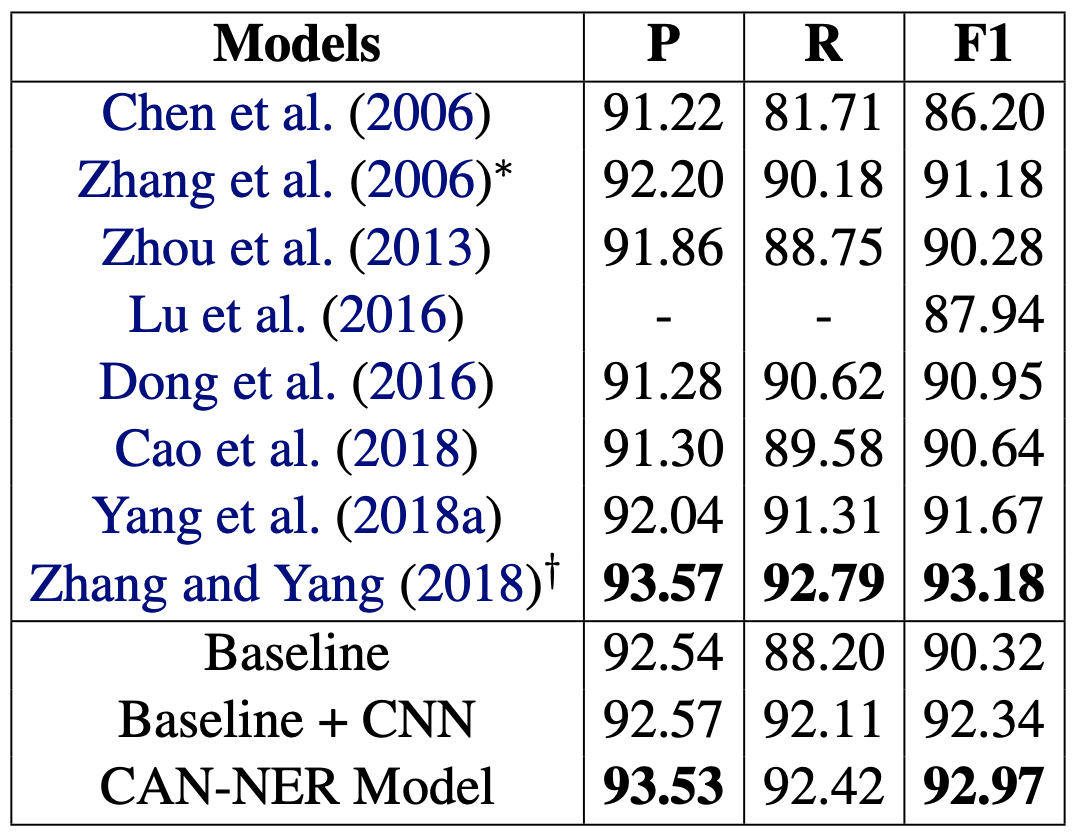 Models P R F1
Chen et al. (2006) 91.22 81.71 86.20
Zhang et al. (2006)* 92.20 90.18 91.18
Zhou et al. (2013) 91.86 88.75 90.28
Lu et al. (2016) - - 87.94
Dong et al. (2016) 91.28 90.62 90.95
Cao et al. (2018) 91.30 89.58 90.64
Yang et al. (2018a) 92.04 91.31 91.67
Zhang and Yang (2018)† 93.57 92.79 93.18
Baseline 92.54 88.20 90.32
Baseline + CNN 92.57 92.11 92.34
CAN-NER Model 93.53 92.42 92.97